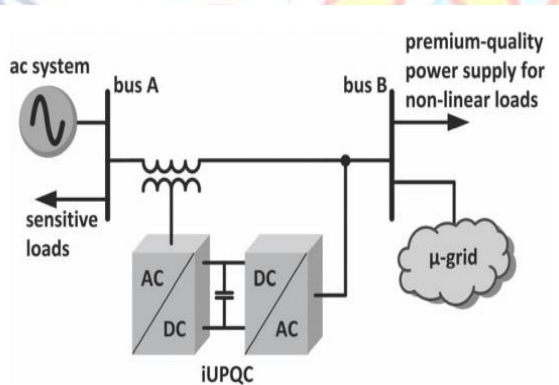 ac system
bus A
bus B
premium-quality
power supply for
non-linear loads
sensitive
loads
AC
DC
DC
AC
μ-grid
iUPQC